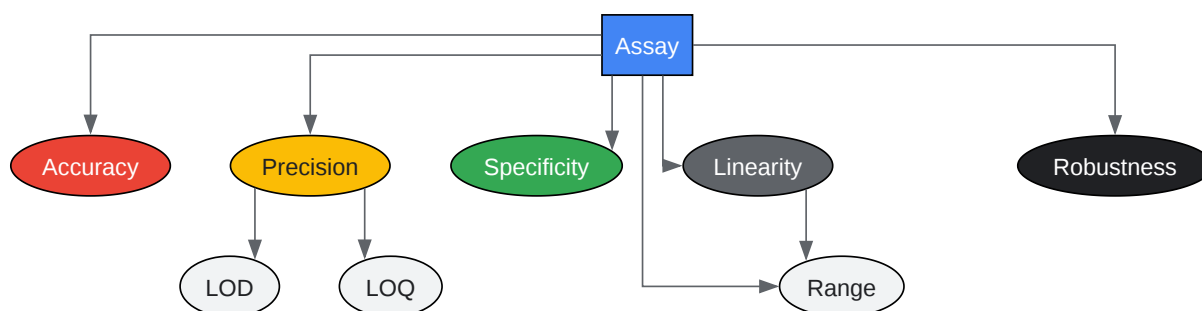 Assay
Accuracy
Precision
Specificity
Linearity
Robustness
LOD
LOQ
Range